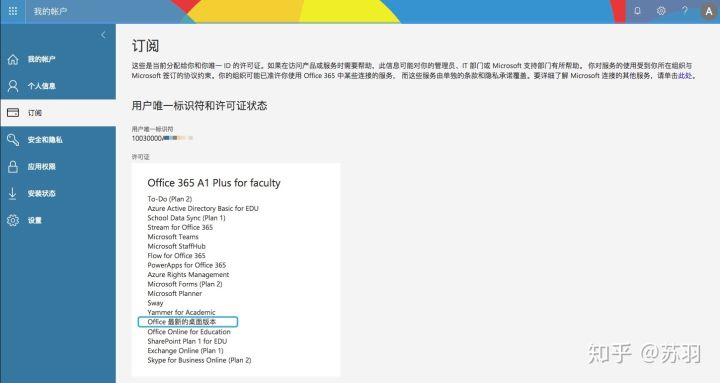 我的帐户
?
A
我的帐户
个人信息
订阅
安全和隐私
应用权限
安装状态
设置
订阅
这些是当前分配给你和你唯一 ID 的许可证。如果在访问产品或服务时需要帮助，此信息可能对你的管理员、IT 部门或 Microsoft 支持部门有所帮助。 你对服务的使用受到你所在组织与
Microsoft 签订的协议约束。你的组织可能已准许你使用 Office 365 中某些连接的服务，而这些服务由单独的条款和隐私承诺覆盖。要详细了解 Microsoft 连接的其他服务，请单击此处。
用户唯一标识符和许可证状态
用户唯一标识符
10030000
许可证
Office 365 A1 Plus for faculty
To-Do (Plan 2)
Azure Active Directory Basic for EDU
School Data Sync (Plan 1)
Stream for Office 365
Microsoft Teams
Microsoft StaffHub
Flow for Office 365
PowerApps for Office 365
Azure Rights Management
Microsoft Forms (Plan 2)
Microsoft Planner
Sway
Yammer for Academic
Office 最新的桌面版本
Office Online for Education
SharePoint Plan 1 for EDU
Exchange Online (Plan 1)
Skype for Business Online (Plan 2)
知乎 @苏羽